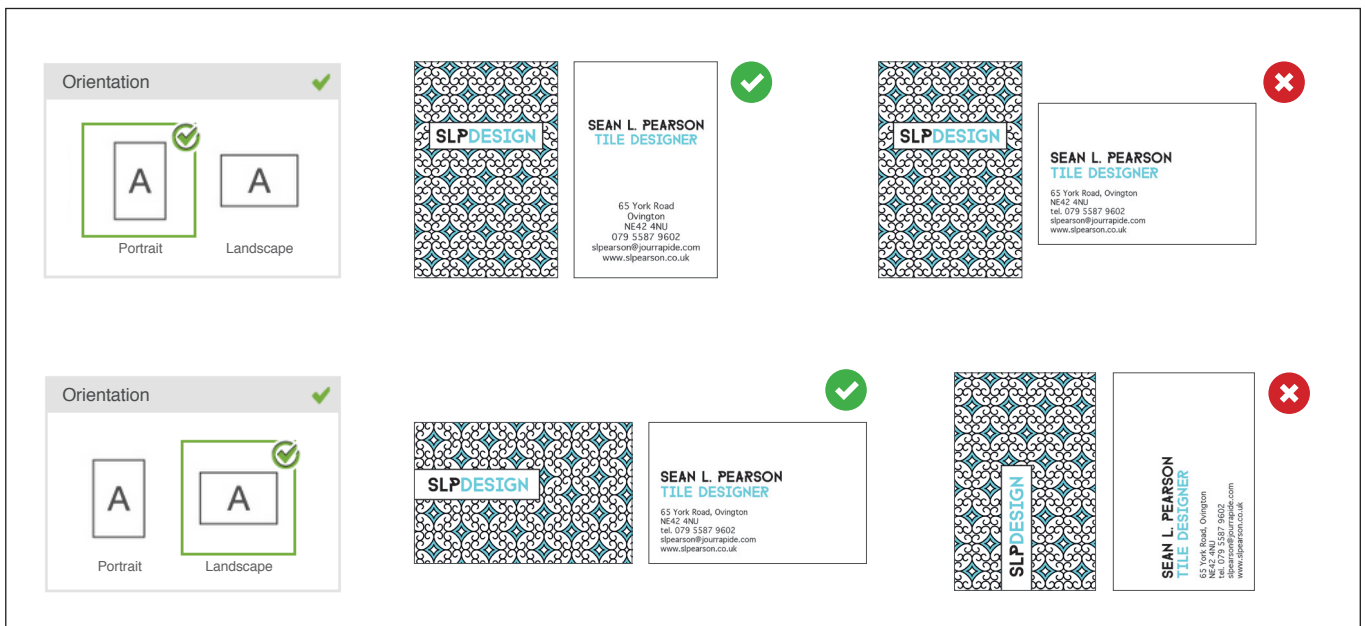 Orientation
A
A
Portrait
Landscape
SLPDESIGN
SEAN L. PEARSON
TILE DESIGNER
65 York Road
Ovington
NE42 4NU
079 5587 9602
slpearson@jourrapide.com
www.slpearson.co.uk
SLPDESIGN
SEAN L. PEARSON
TILE DESIGNER
65 York Road, Ovington
NE42 4NU
tel. 079 5587 9602
slpearson@jourrapide.com
www.slpearson.co.uk
Orientation
A
A
Portrait
Landscape
SLPDESIGN
SEAN L. PEARSON
TILE DESIGNER
65 York Road, Ovington
NE42 4NU
tel. 079 5587 9602
slpearson@jourrapide.com
www.slpearson.co.uk
SLPDESIGN
SEAN L. PEARSON
TILE DESIGNER
65 York Road, Ovington
NE42 4NU
tel. 079 5587 9602
slpearson@jourrapide.com
www.slpearson.co.uk